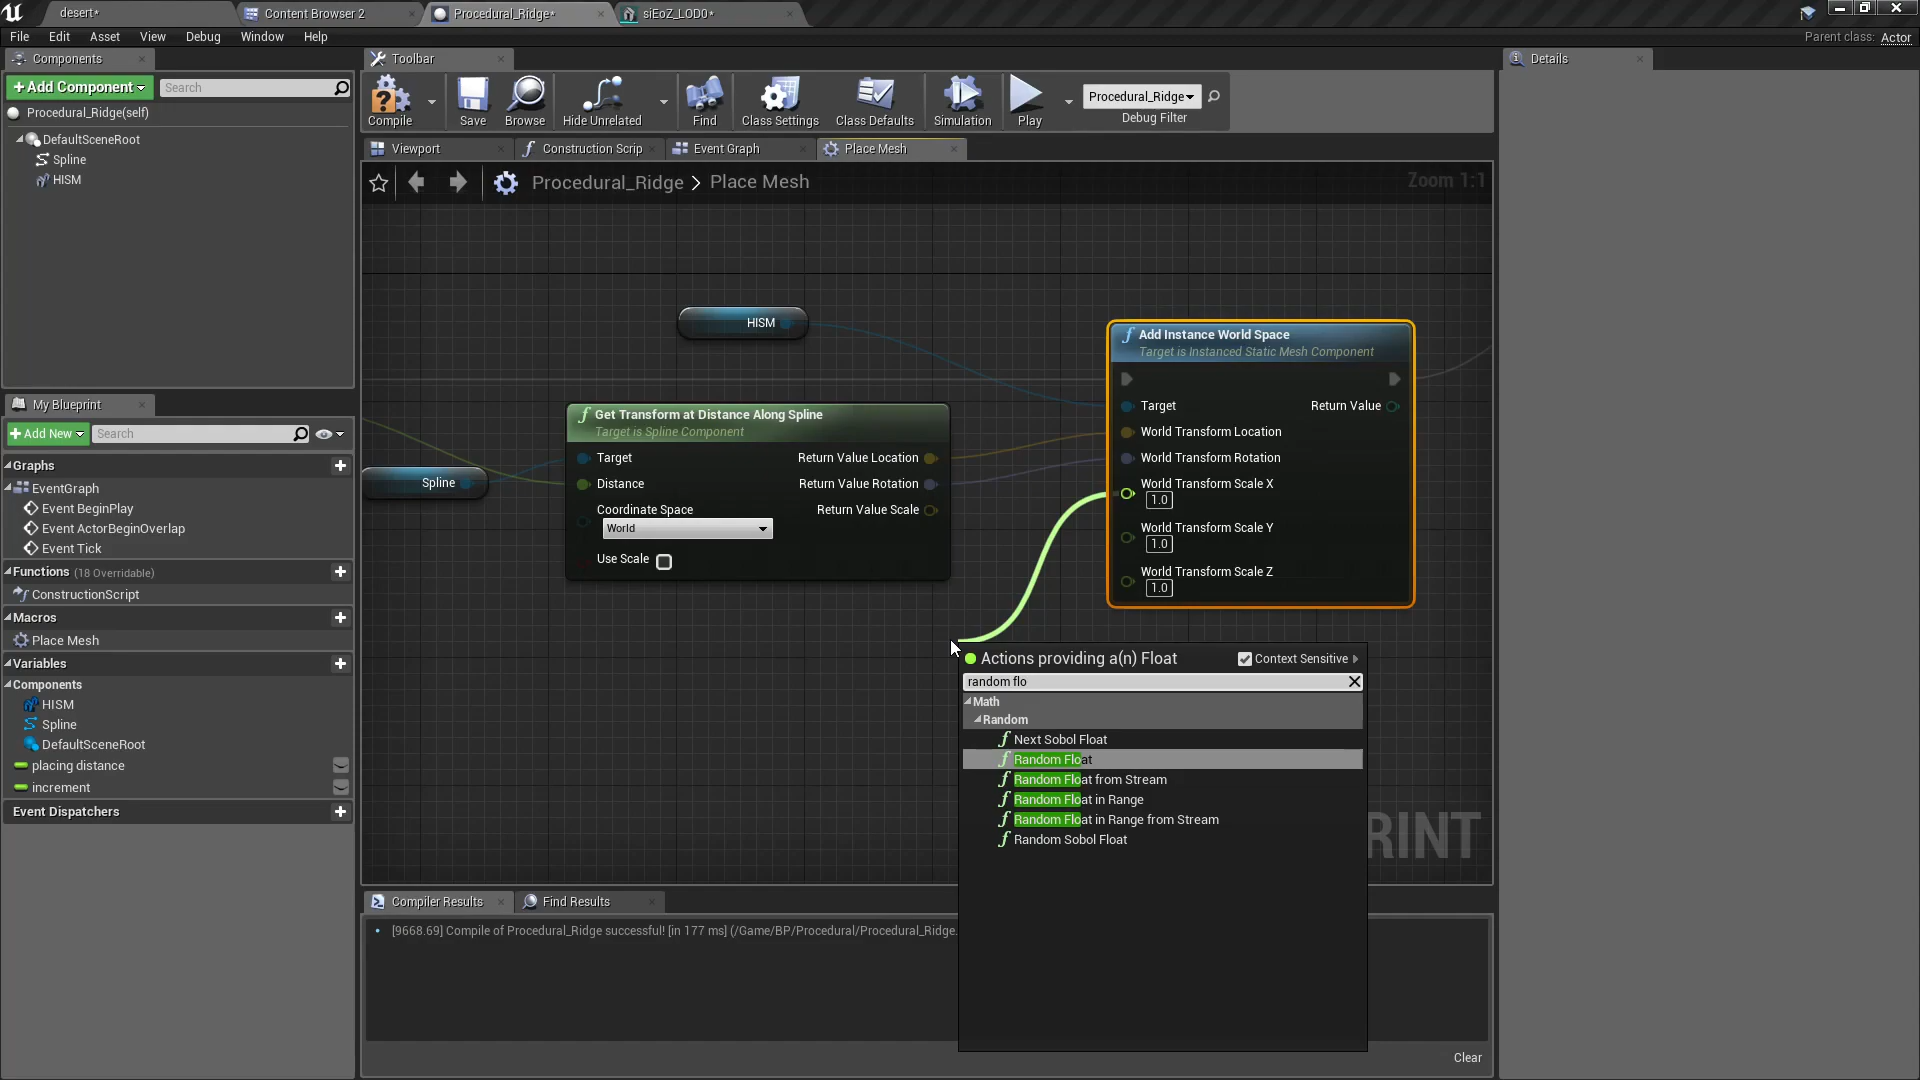 desert*
Content Browser 2
Procedural_Ridge*
siEoZ_LOD0*
File Edit Asset View Debug Window Help
Parent class: Actor
Components
Toolbar
Details
+Add Component
Search
Procedural_Ridge(self)
DefaultSceneRoot
Spline
HISM
Compile
Save
Browse
Hide Unrelated
Find
Class Settings
Class Defaults
Simulation
Play
Procedural_Ridge
Debug Filter
Viewport
Construction Scrip
Event Graph
Place Mesh
Procedural_Ridge > Place Mesh
Zoom 1:1
HISM
Add Instance World Space
Target is Instanced Static Mesh Component
Target
Return Value
World Transform Location
World Transform Rotation
World Transform Scale X
1.0
World Transform Scale Y
1.0
World Transform Scale Z
1.0
Get Transform at Distance Along Spline
Target is Spline Component
Target
Return Value Location
Distance
Return Value Rotation
Coordinate Space
Return Value Scale
World
Use Scale
Spline
My Blueprint
+Add New
Search
Graphs
EventGraph
Event BeginPlay
Event ActorBeginOverlap
Event Tick
Functions (18 Overridable)
ConstructionScript
Macros
Place Mesh
Variables
Components
HISM
Spline
DefaultSceneRoot
placing distance
increment
Event Dispatchers
Actions providing a(n) Float
Context Sensitive
random flo
Math
Random
Next Sobol Float
Random Float
Random Float from Stream
Random Float in Range
Random Float in Range from Stream
Random Sobol Float
RINT
Compiler Results
Find Results
[9668.69] Compile of Procedural_Ridge successful! [in 177 ms] (/Game/BP/Procedural/Procedural_Ridge.
Clear